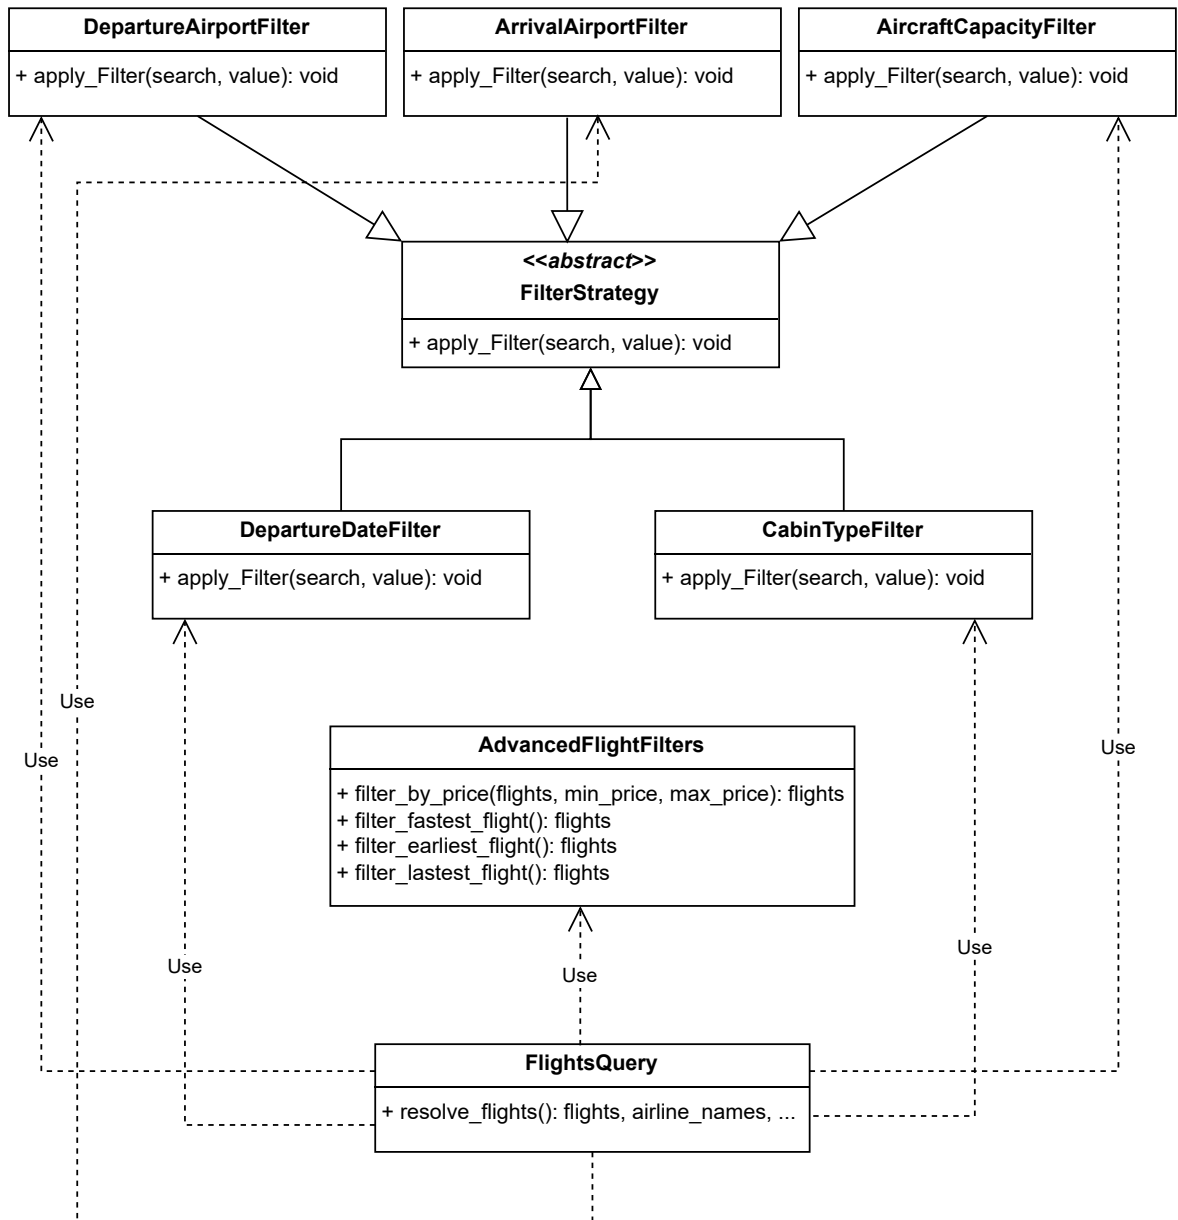 DepartureAirportFilter
+ apply_Filter(search, value): void
ArrivalAirportFilter
+ apply_Filter(search, value): void
AircraftCapacityFilter
+ apply_Filter(search, value): void
<<abstract>>
FilterStrategy
+ apply_Filter(search, value): void
DepartureDateFilter
+ apply_Filter(search, value): void
CabinTypeFilter
+ apply_Filter(search, value): void
Use
Use
Use
AdvancedFlightFilters
+ filter_by_price(flights, min_price, max_price): flights
+ filter_fastest_flight(): flights
+ filter_earliest_flight(): flights
+ filter_lastest_flight(): flights
Use
Use
Use
FlightsQuery
+ resolve_flights(): flights, airline_names, ...